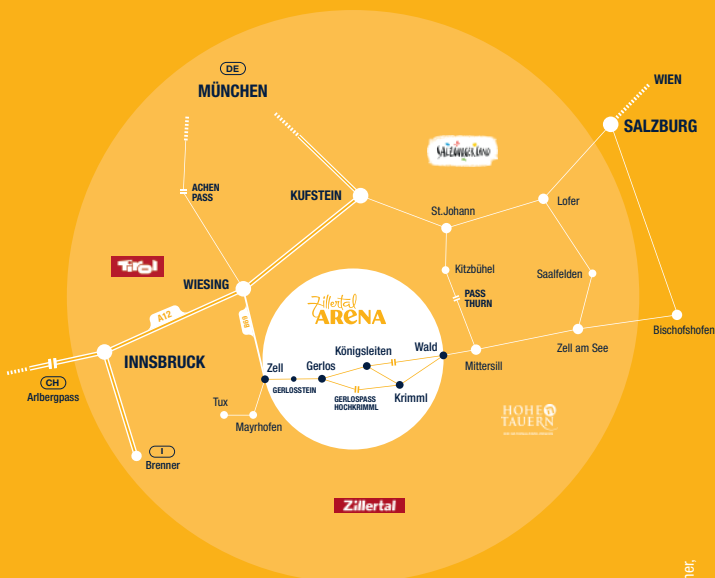 DE
MÜNCHEN
WIEN
SALZBURG
SALZBURGERLAND
ACHEN
PASS
KUFSTEIN
St.Johann
Lofer
Tirol
WIESING
Kitzbühel
Saalfelden
PASS
THURN
Zillertal
ARENA
A12
Bischofshofen
INNSBRUCK
Königsleiten
Wald
Zell am See
Mittersill
CH
Arlbergpass
Zell
Gerlos
GERLOSSTEIN
GERLOSPASS
HOCHKRIMML
Krimml
Tux
Mayrhofen
HOHE
TAUERN
I
Brenner
Zillertal